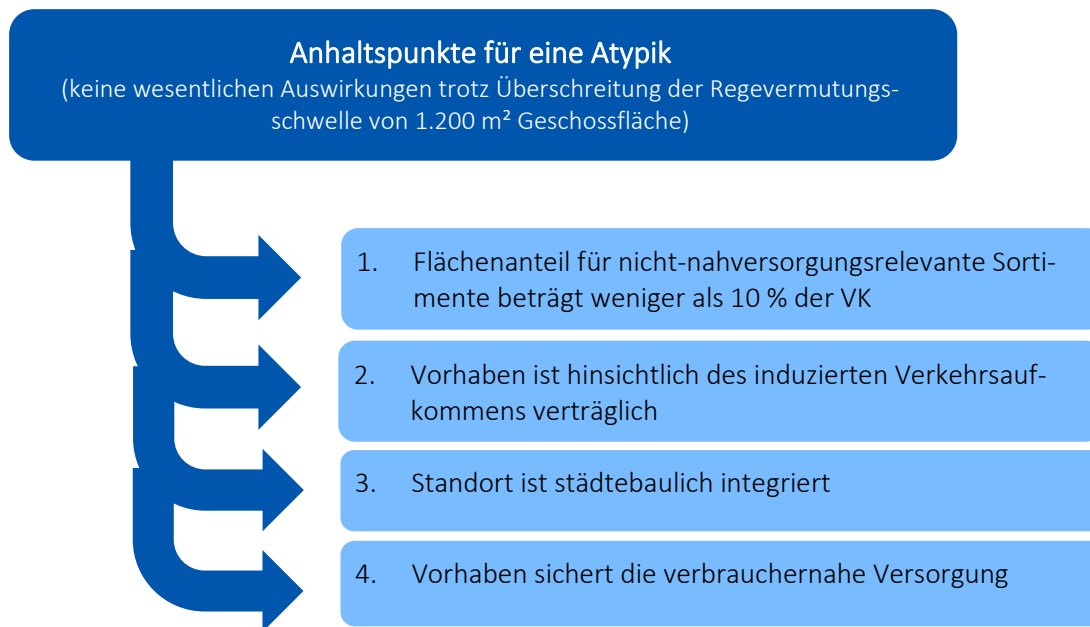 Anhaltspunkte für eine Atypik
(keine wesentlichen Auswirkungen trotz Überschreitung der Regevermutungs-
schwelle von 1.200 m² Geschossfläche)
1. Flächenanteil für nicht-nahversorgungsrelevante Sorti-
mente beträgt weniger als 10 % der VK
2. Vorhaben ist hinsichtlich des induzierten Verkehrsauf-
kommens verträglich
3. Standort ist städtebaulich integriert
4. Vorhaben sichert die verbrauchernahe Versorgung